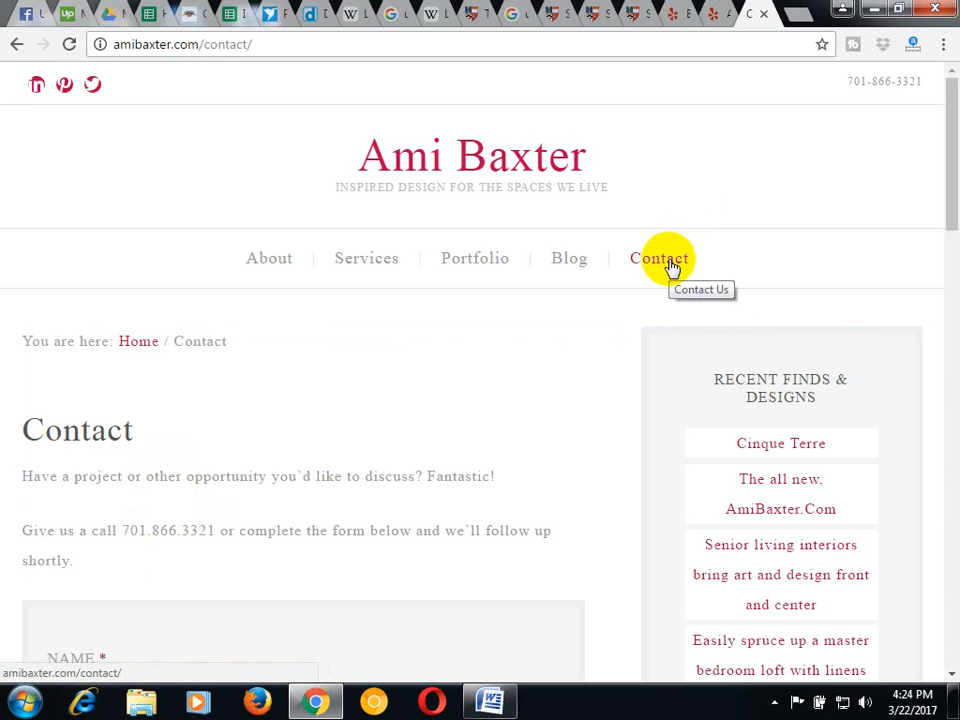 amibaxter.com/contact/
701-866-3321
Ami Baxter
INSPIRED DESIGN FOR THE SPACES WE LIVE
About
Services
Portfolio
Blog
Contact
Contact Us
You are here: Home / Contact
Contact
Have a project or other opportunity you'd like to discuss? Fantastic!
Give us a call 701.866.3321 or complete the form below and we'll follow up
shortly.
NAME *
RECENT FINDS &
DESIGNS
Cinque Terre
The all new,
AmiBaxter.Com
Senior living interiors
bring art and design front
and center
Easily spruce up a master
bedroom loft with linens
amibaxter.com/contact/
4:24 PM
3/22/2017